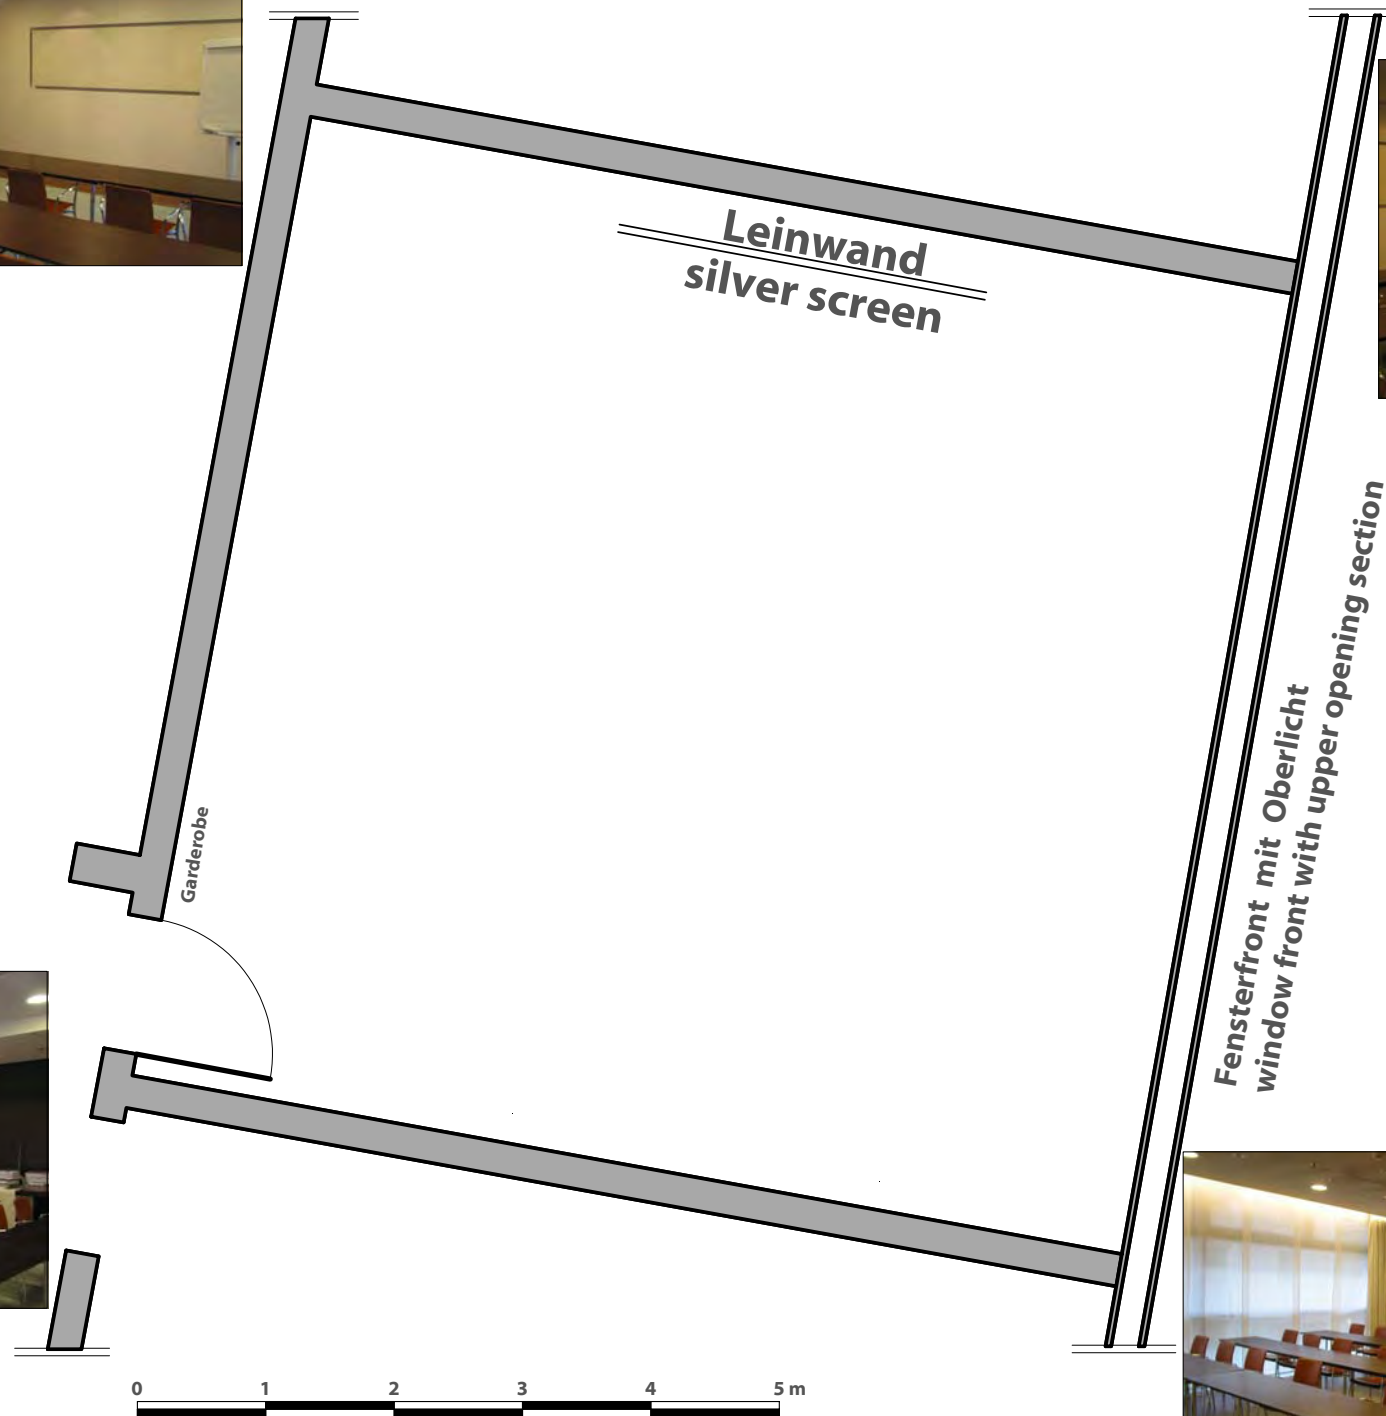 Leinwand
silver screen
Garderobe
Fensterfront mit Oberlicht
window front with upper opening section
0 1 2 3 4 5 m